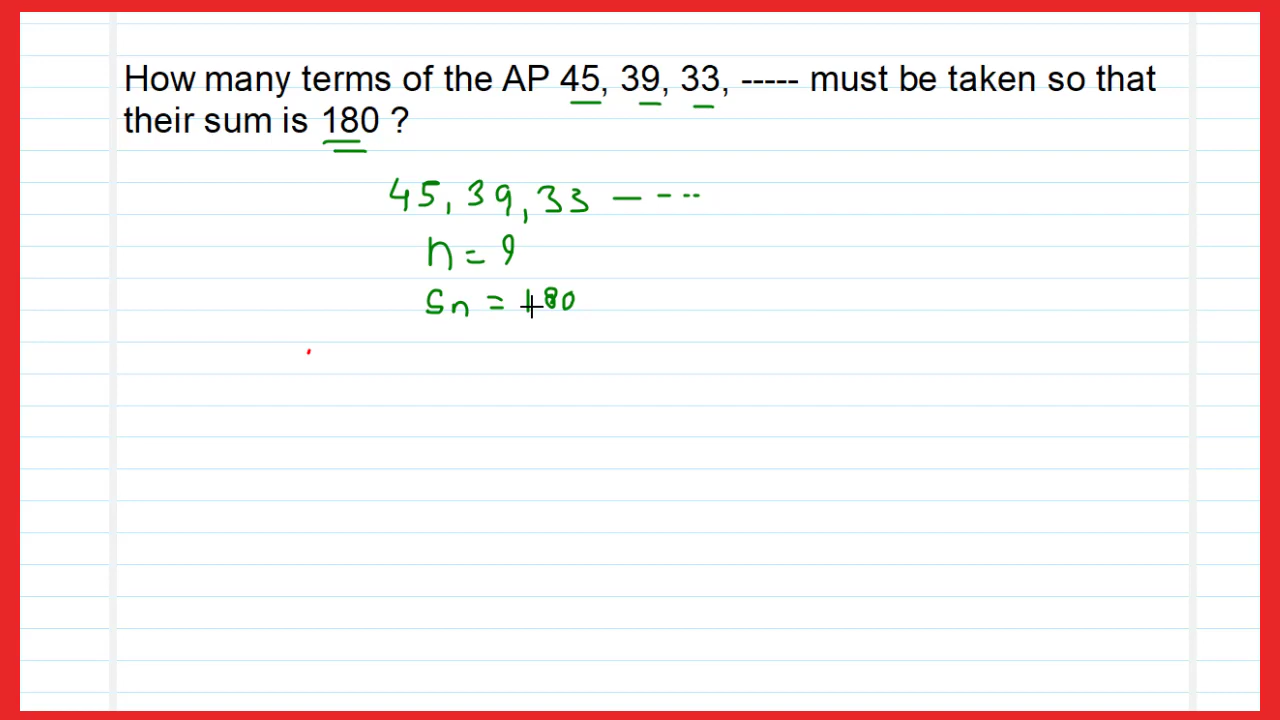 How many terms of the AP 45, 39, 33, ----- must be taken so that
their sum is 180 ?
45, 39, 33 — - --
n = 9
Sn = 180